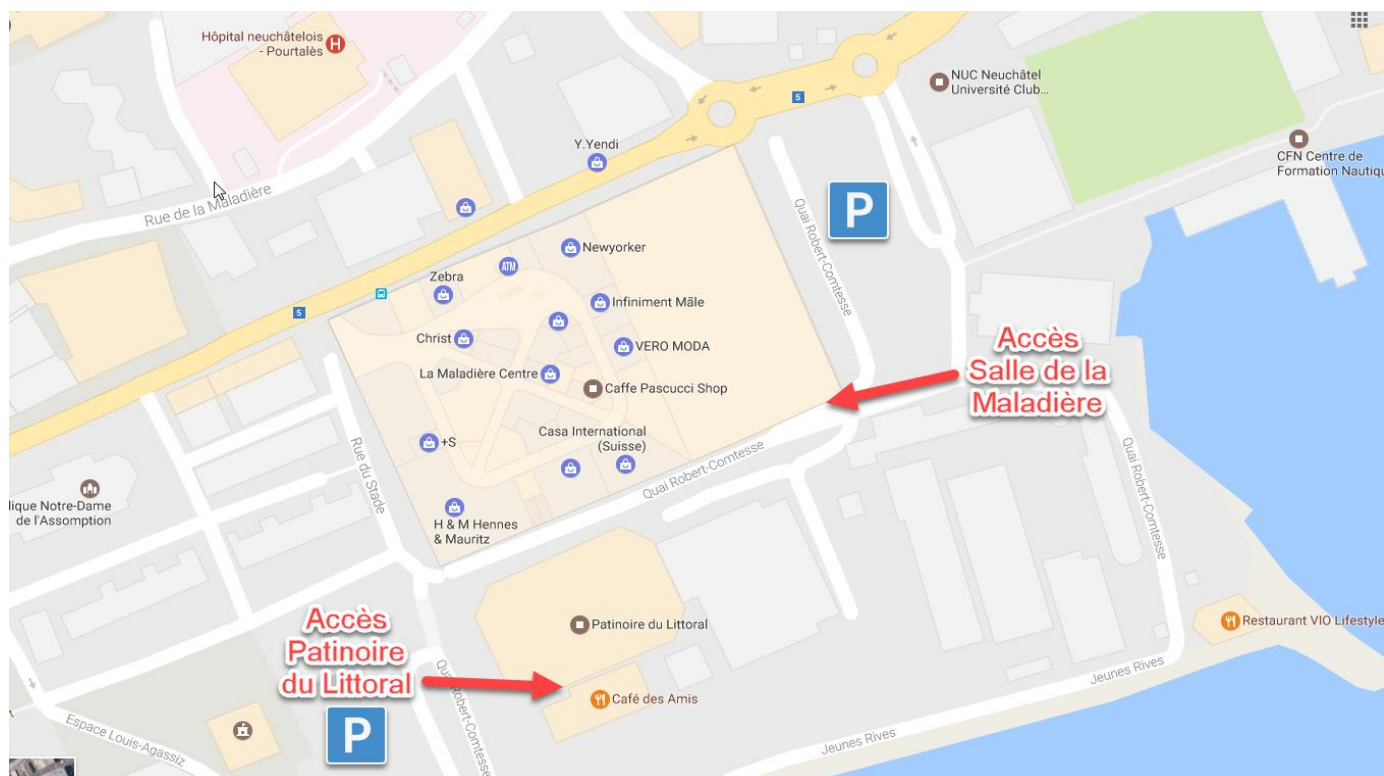 Hôpital neuchâtelois
- Pourtalès
H
NUC Neuchâtel
Université Club...
5
Y.Yendi
CFN Centre de
Formation Nautiqu
Rue de la Maladière
P
Quai Robert-Comtesse
Newyorker
ATM
Zebra
Infiniment Mâle
5
Christ
VERO MODA
Accès
Salle de la
Maladière
La Maladière Centre
Caffe Pascucci Shop
+S
Casa International
(Suisse)
Rue du Stade
Quai Robert-Comtesse
Quai Robert-Comtesse
lique Notre-Dame
de l'Assomption
H & M Hennes
& Mauritz
Accès
Patinoire
du Littoral
Patinoire du Littoral
Restaurant VIO Lifestyle
Quai Robert-Comtesse
Café des Amis
Jeunes Rives
P
Espace Louis-Agassiz
Jeunes Rives